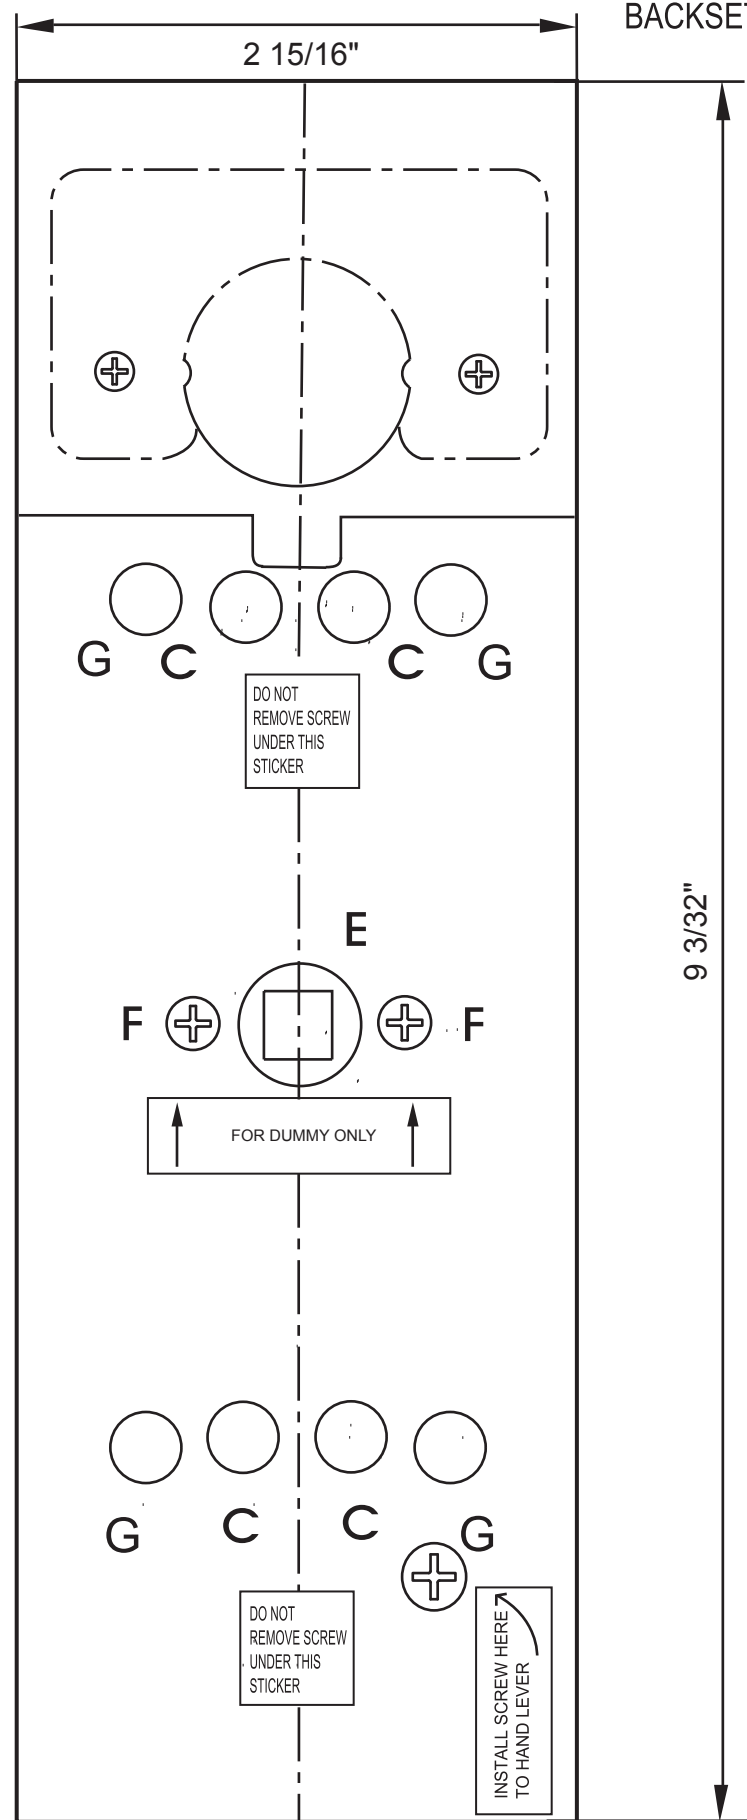 BACKSET
2 15/16"
G C C G
DO NOT
REMOVE SCREW
UNDER THIS
STICKER
E
9 3/32"
F F
FOR DUMMY ONLY
G C C G
DO NOT
REMOVE SCREW
UNDER THIS
STICKER
INSTALL SCREW HERE
TO HAND LEVER